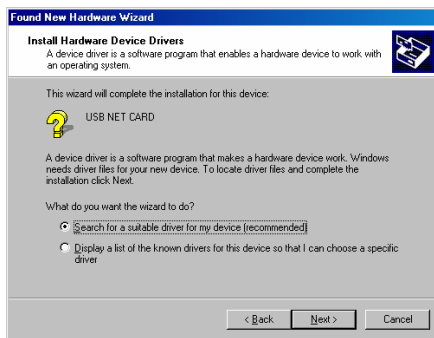 Found New Hardware Wizard
Install Hardware Device Drivers
A device driver is a software program that enables a hardware device to work with
an operating system.
This wizard will complete the installation for this device:
USB NET CARD
A device driver is a software program that makes a hardware device work. Windows
needs driver files for your new device. To locate driver files and complete the
installation click Next.
What do you want the wizard to do?
Search for a suitable driver for my device (recommended)
Display a list of the known drivers for this device so that I can choose a specific
driver
< Back Next > Cancel